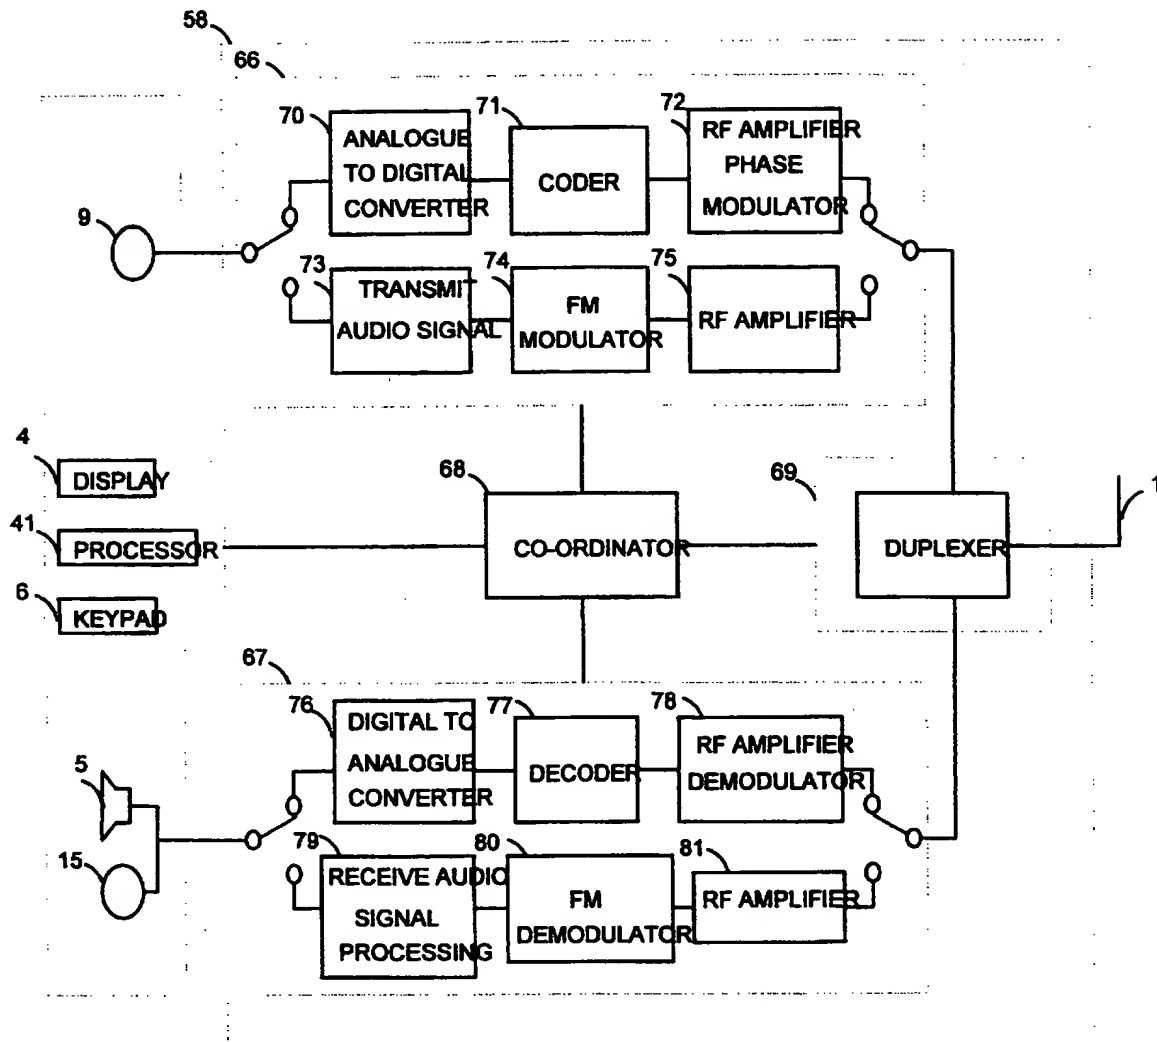 58
66
70
ANALOGUE
TO DIGITAL
CONVERTER
71
CODER
72
RF AMPLIFIER
PHASE
MODULATOR
9
73
TRANSMIT
AUDIO SIGNAL
74
FM
MODULATOR
75
RF AMPLIFIER
4
DISPLAY
41
PROCESSOR
6
KEYPAD
68
CO-ORDINATOR
69
DUPLEXER
1
67
76
DIGITAL TO
ANALOGUE
CONVERTER
77
DECODER
78
RF AMPLIFIER
DEMODULATOR
5
15
79
RECEIVE AUDIO
SIGNAL
PROCESSING
80
FM
DEMODULATOR
81
RF AMPLIFIER